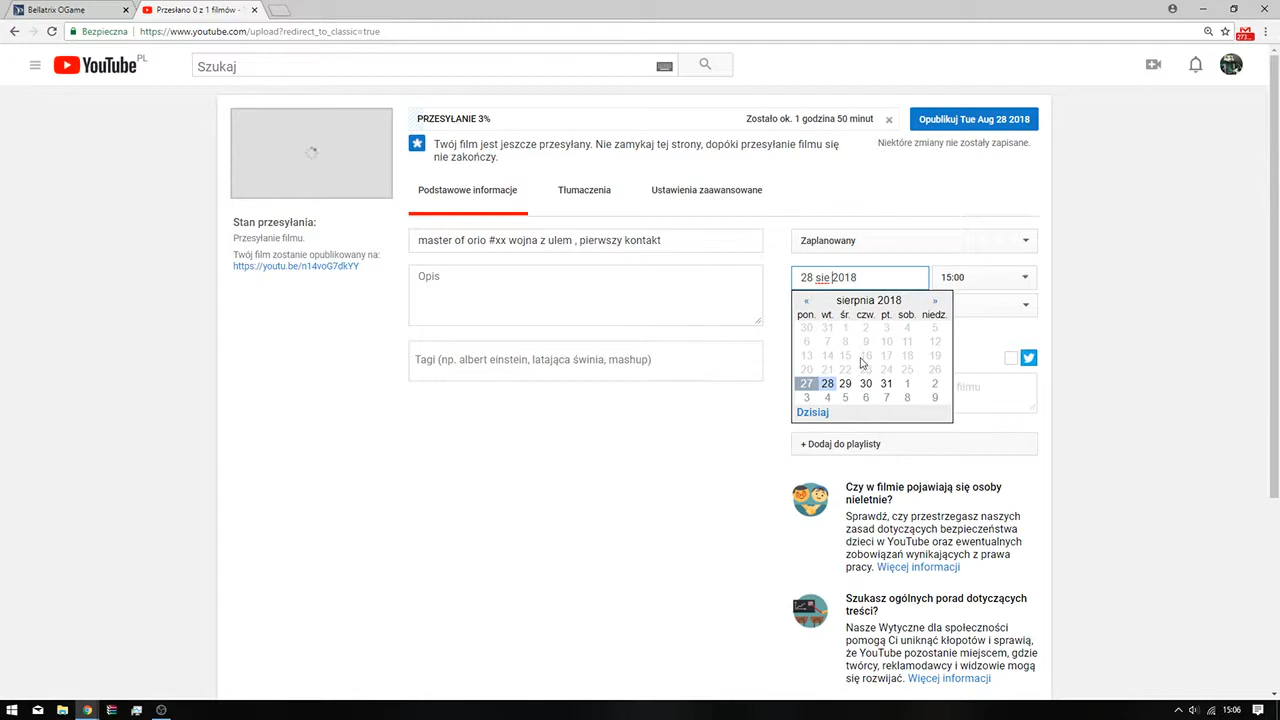 Bellatrix OGame
Przesłano 0 z 1 filmów -
Bezpieczna
https://www.youtube.com/upload?redirect_to_classic=true
273...
YouTube PL
Szukaj
PRZESYŁANIE 3%
Zostało ok. 1 godzina 50 minut
Opublikuj Tue Aug 28 2018
Twój film jest jeszcze przesyłany. Nie zamykaj tej strony, dopóki przesyłanie filmu się
nie zakończy.
Niektóre zmiany nie zostały zapisane.
Podstawowe informacje
Tłumaczenia
Ustawienia zaawansowane
Stan przesyłania:
Przesyłanie filmu.
Twój film zostanie opublikowany na:
https://youtu.be/n14voG7dkYY
master of orio #xx wojna z ulem , pierwszy kontakt
Opis
Tagi (np. albert einstein, latająca świnia, mashup)
Zaplanowany
28 sie 2018
15:00
« sierpnia 2018 »
pon. wt. śr. czw. pt. sob. niedz.
30 31 1 2 3 4 5
6 7 8 9 10 11 12
13 14 15 16 17 18 19
20 21 22 23 24 25 26
27 28 29 30 31 1 2
3 4 5 6 7 8 9
Dzisiaj
filmu
+ Dodaj do playlisty
Czy w filmie pojawiają się osoby
nieletnie?
Sprawdź, czy przestrzegasz naszych
zasad dotyczących bezpieczeństwa
dzieci w YouTube oraz ewentualnych
zobowiązań wynikających z prawa
pracy. Więcej informacji
Szukasz ogólnych porad dotyczących
treści?
Nasze Wytyczne dla społeczności
pomogą Ci uniknąć kłopotów i sprawią,
że YouTube pozostanie miejscem, gdzie
twórcy, reklamodawcy i widzowie mogą
się rozwijać. Więcej informacji
15:06